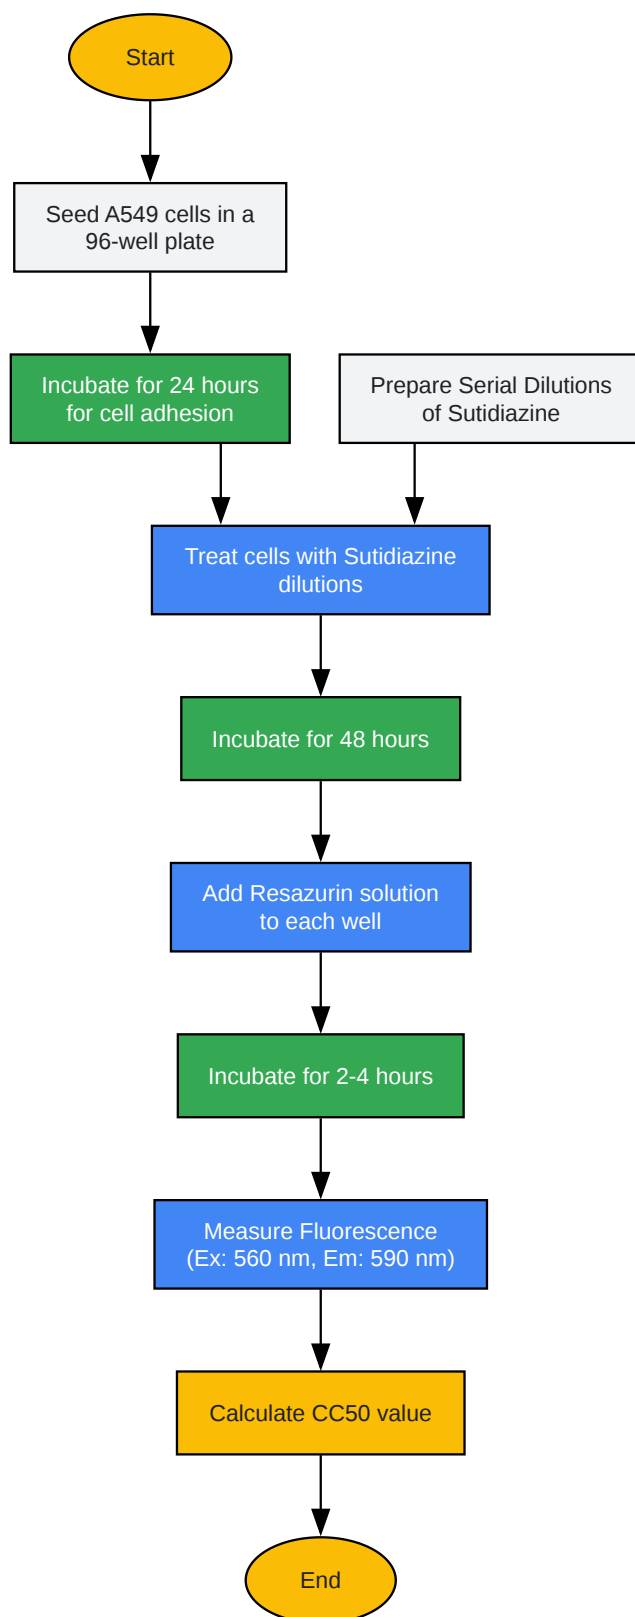 Start
Seed A549 cells in a
96-well plate
Incubate for 24 hours
for cell adhesion
Prepare Serial Dilutions
of Sutidiazine
Treat cells with Sutidiazine
dilutions
Incubate for 48 hours
Add Resazurin solution
to each well
Incubate for 2-4 hours
Measure Fluorescence
(Ex: 560 nm, Em: 590 nm)
Calculate CC50 value
End